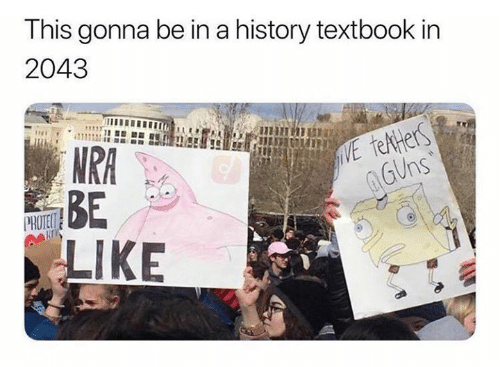 This gonna be in a history textbook in
2043
NRA
BE
LIKE
GIVE teAcHers
GUns
PROTECT